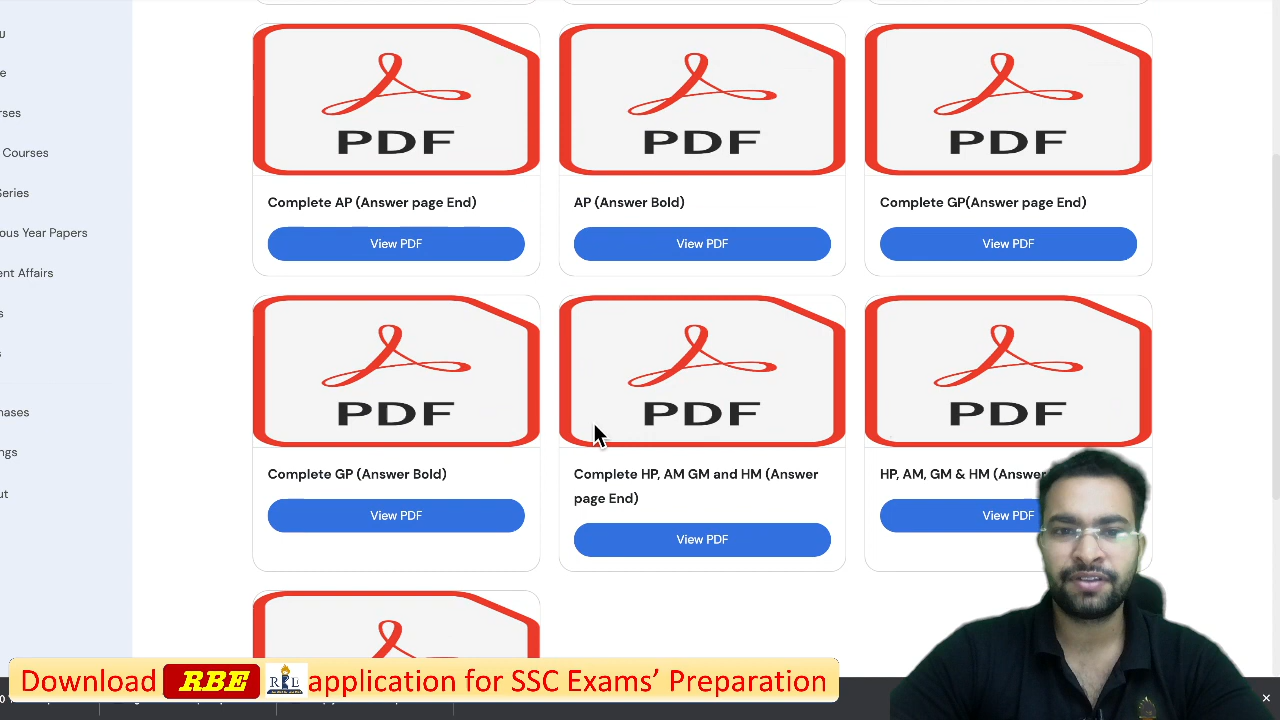 u
e
rses
Courses
Series
ous Year Papers
ent Affairs
s
s
hases
ngs
ut
PDF
PDF
PDF
Complete AP (Answer page End)
AP (Answer Bold)
Complete GP(Answer page End)
View PDF
View PDF
View PDF
PDF
PDF
PDF
Complete GP (Answer Bold)
Complete HP, AM GM and HM (Answer
page End)
HP, AM, GM & HM (Answer
View PDF
View PDF
View PDF
Download RBE RBE application for SSC Exams’ Preparation